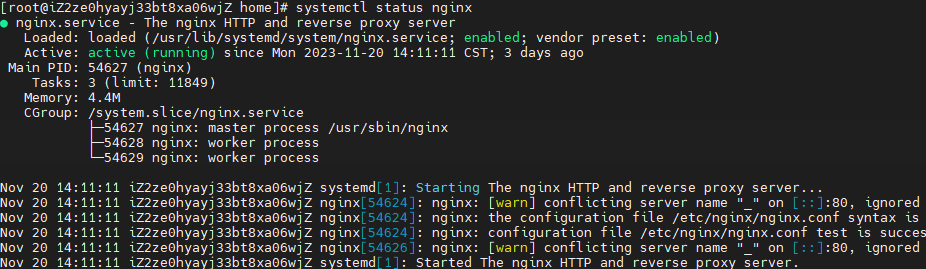 [root@iZ2ze0hyayj33bt8xa06wjZ home]# systemctl status nginx
● nginx.service - The nginx HTTP and reverse proxy server
   Loaded: loaded (/usr/lib/systemd/system/nginx.service; enabled; vendor preset: enabled)
   Active: active (running) since Mon 2023-11-20 14:11:11 CST; 3 days ago
 Main PID: 54627 (nginx)
    Tasks: 3 (limit: 11849)
   Memory: 4.4M
   CGroup: /system.slice/nginx.service
           ├─54627 nginx: master process /usr/sbin/nginx
           ├─54628 nginx: worker process
           └─54629 nginx: worker process
Nov 20 14:11:11 iZ2ze0hyayj33bt8xa06wjZ systemd[1]: Starting The nginx HTTP and reverse proxy server...
Nov 20 14:11:11 iZ2ze0hyayj33bt8xa06wjZ nginx[54624]: nginx: [warn] conflicting server name "_" on [::]:80, ignored
Nov 20 14:11:11 iZ2ze0hyayj33bt8xa06wjZ nginx[54624]: nginx: the configuration file /etc/nginx/nginx.conf syntax is
Nov 20 14:11:11 iZ2ze0hyayj33bt8xa06wjZ nginx[54624]: nginx: configuration file /etc/nginx/nginx.conf test is succes
Nov 20 14:11:11 iZ2ze0hyayj33bt8xa06wjZ nginx[54626]: nginx: [warn] conflicting server name "_" on [::]:80, ignored
Nov 20 14:11:11 iZ2ze0hyayj33bt8xa06wjZ systemd[1]: Started The nginx HTTP and reverse proxy server.